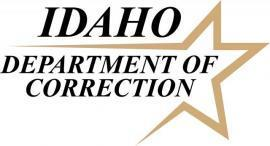 IDAHO
DEPARTMENT OF
CORRECTION